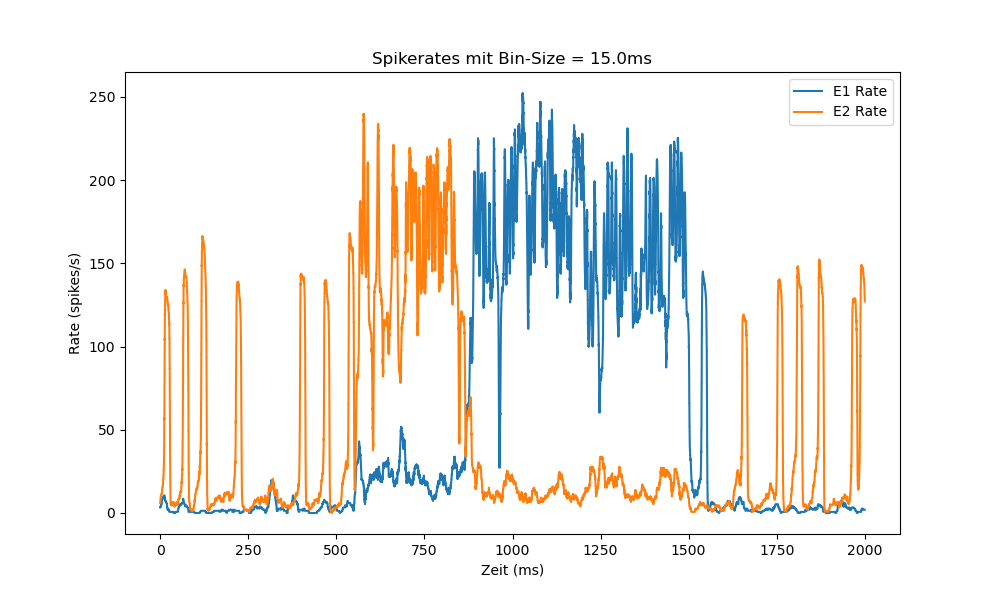 Spikerates mit Bin-Size = 15.0ms
E1 Rate
E2 Rate
Rate (spikes/s)
250
200
150
100
50
0
0 250 500 750 1000 1250 1500 1750 2000
Zeit (ms)